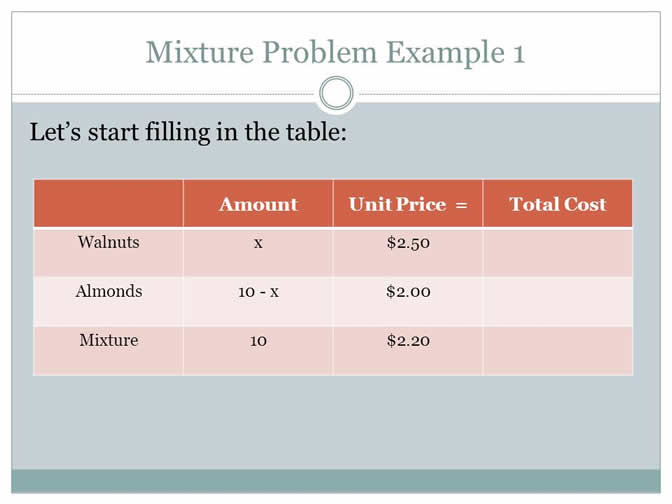 Mixture Problem Example 1
Let's start filling in the table:
Amount Unit Price = Total Cost
Walnuts x $2.50
Almonds 10 - x $2.00
Mixture 10 $2.20